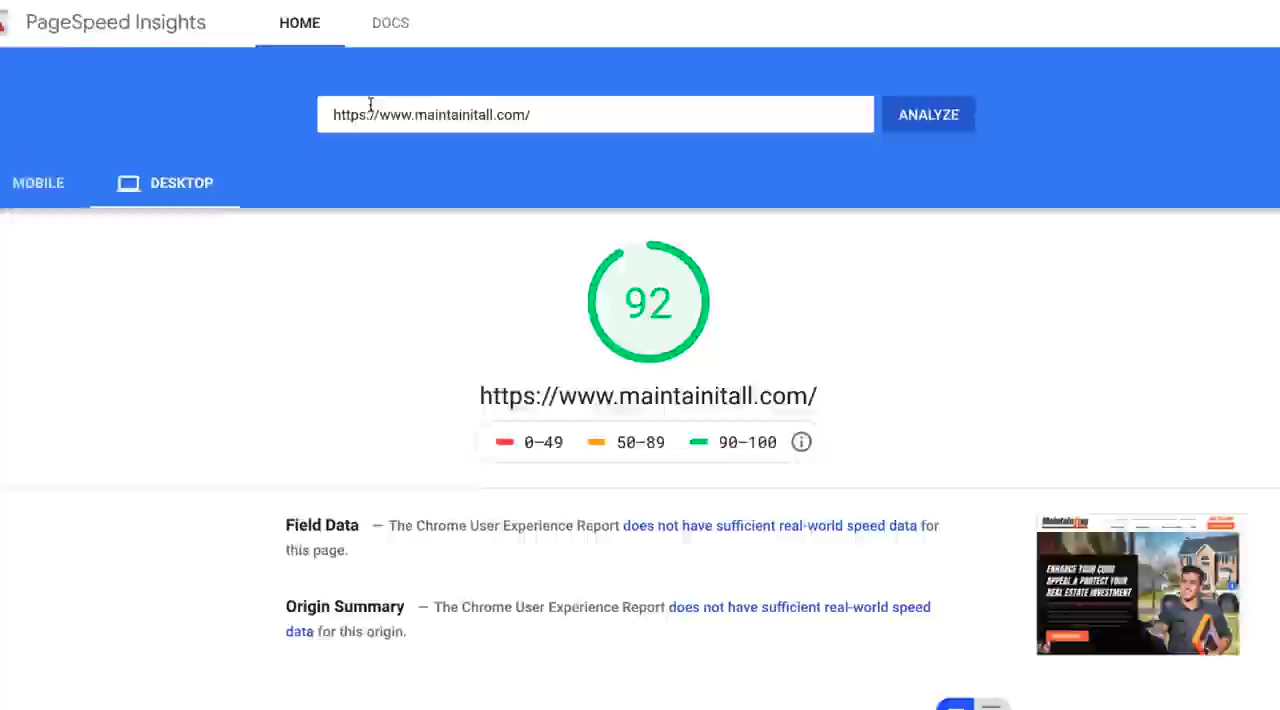 PageSpeed Insights
HOME
DOCS
https://www.maintainitall.com/
ANALYZE
MOBILE
DESKTOP
92
https://www.maintainitall.com/
0–49
50–89
90–100
Field Data — The Chrome User Experience Report does not have sufficient real-world speed data for
this page.
Origin Summary — The Chrome User Experience Report does not have sufficient real-world speed
data for this origin.
ENHANCE YOUR CURB
APPEAL & PROTECT YOUR
REAL ESTATE INVESTMENT